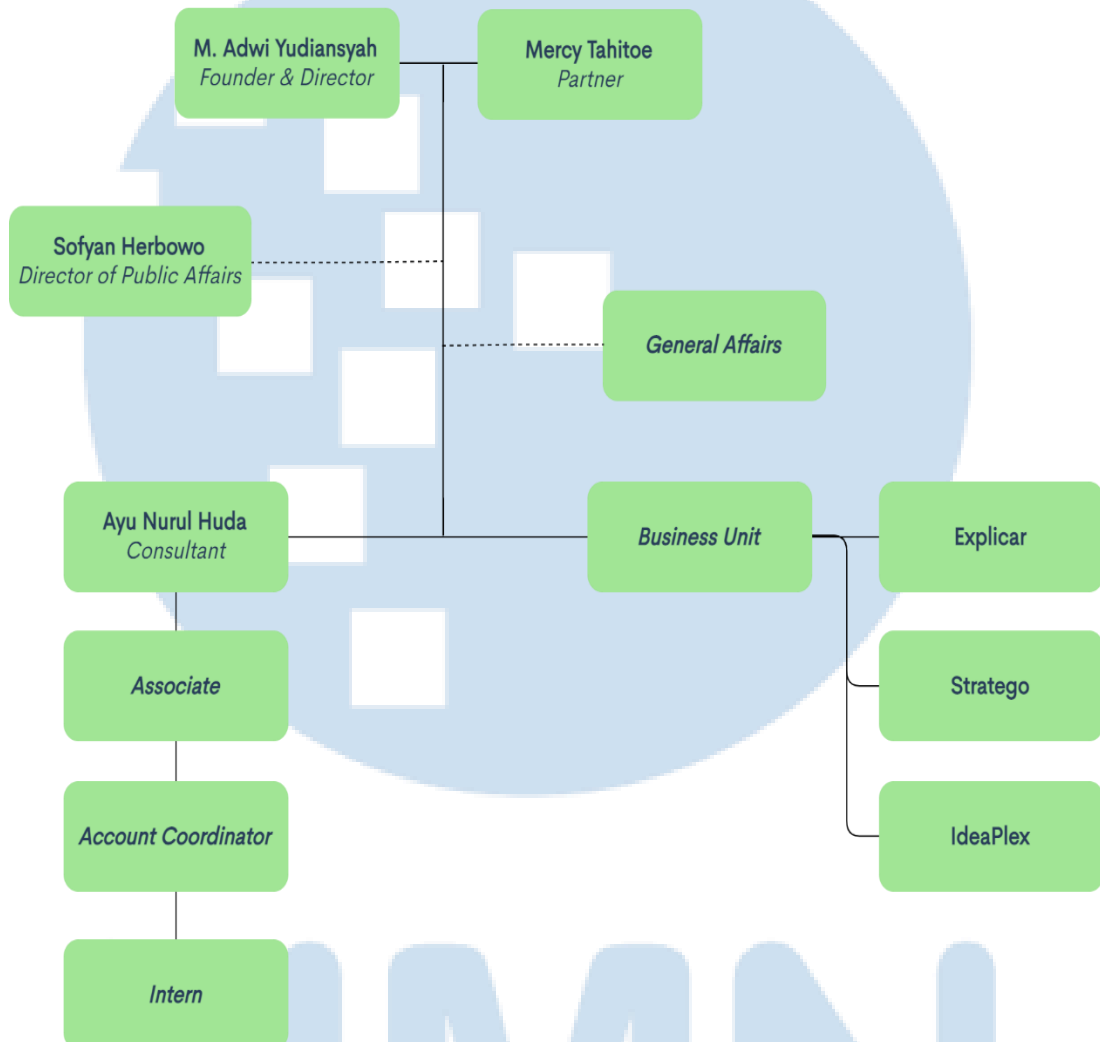 M. Adwi Yudiansyah
Founder & Director
Mercy Tahitoe
Partner
Sofyan Herbowo
Director of Public Affairs
General Affairs
Ayu Nurul Huda
Consultant
Business Unit
Explicar
Associate
Stratego
Account Coordinator
IdeaPlex
Intern